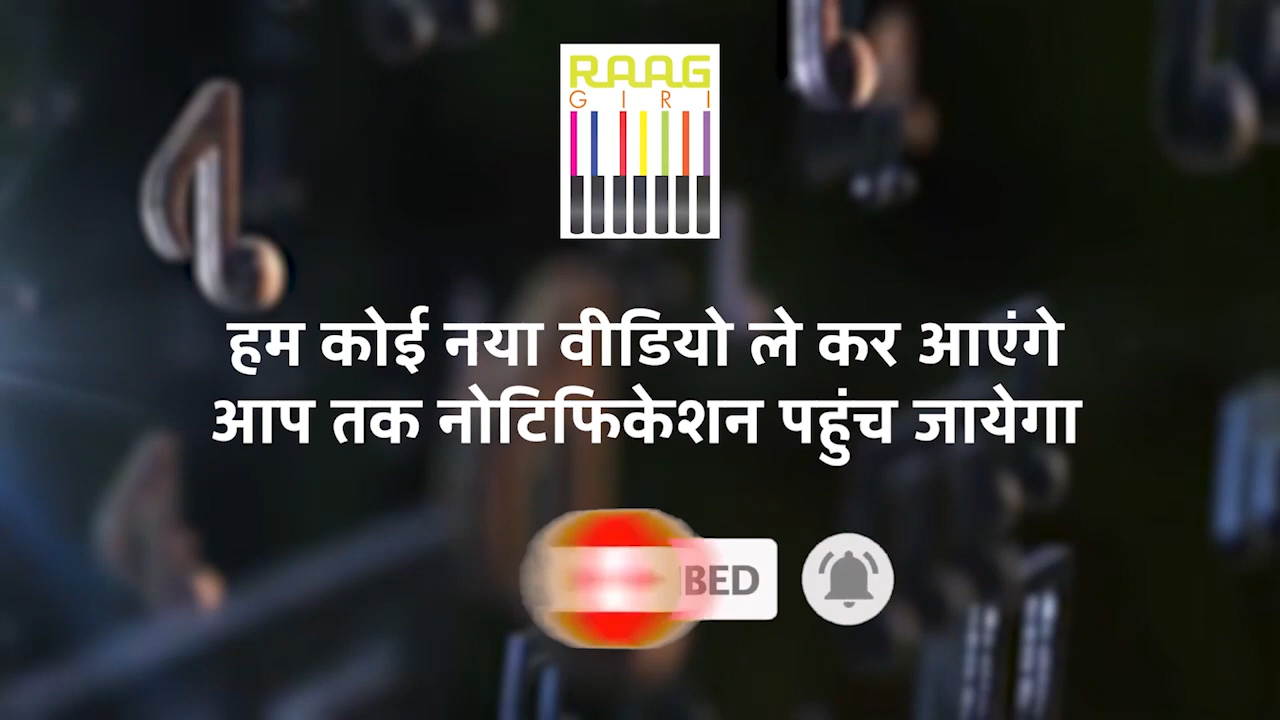 RAAG
GIRI
हम कोई नया वीडियो ले कर आएंगे
आप तक नोटिफिकेशन पहुंच जायेगा